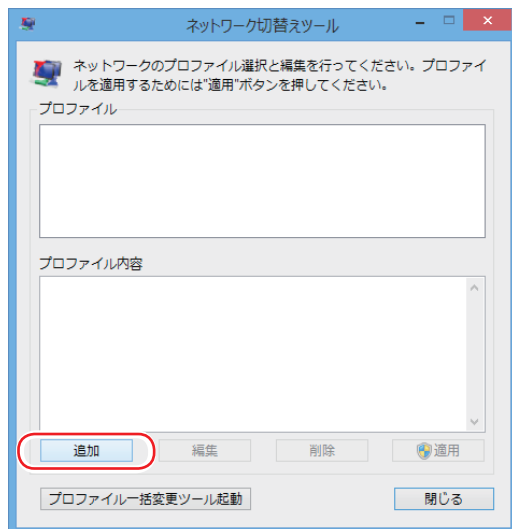 ネットワーク切替えツール
ネットワークのプロファイル選択と編集を行ってください。プロファイ
ルを適用するためには"適用"ボタンを押してください。
プロファイル
プロファイル内容
追加 編集 削除 適用
プロファイル一括変更ツール起動 閉じる